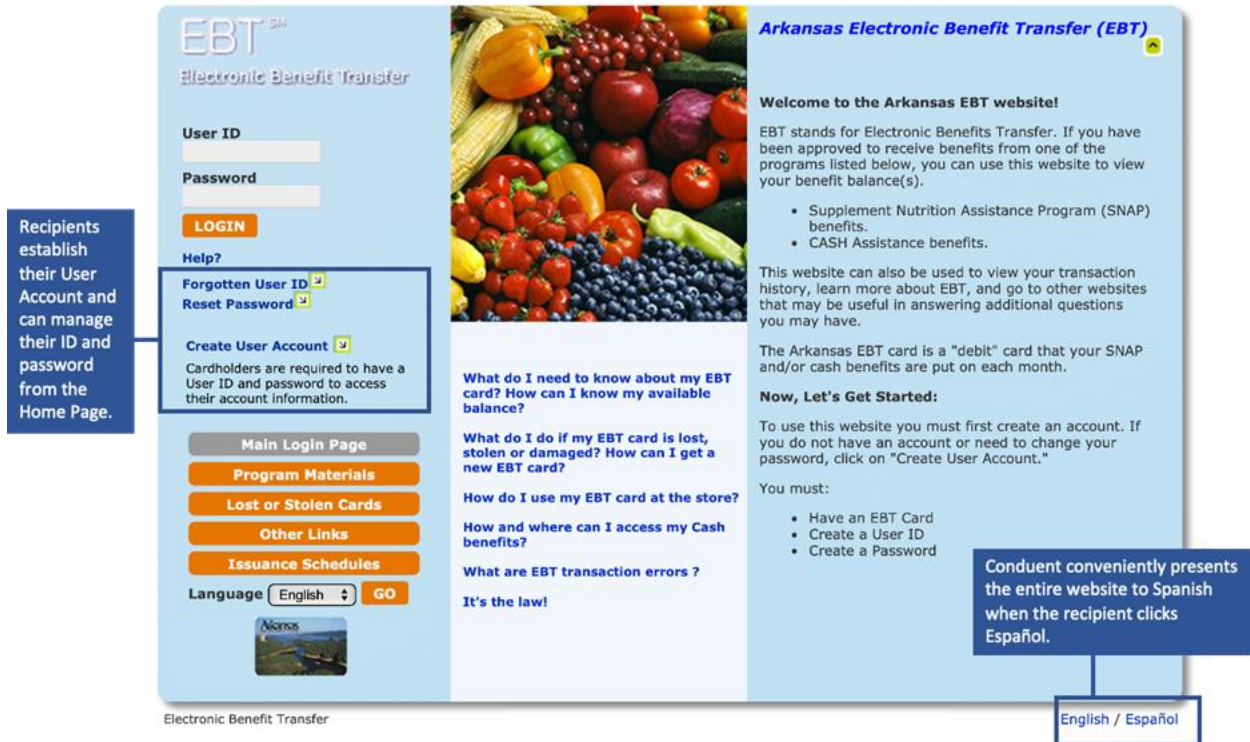 EBT SM
Electronic Benefit Transfer
User ID
Password
LOGIN
Help?
Forgotten User ID
Reset Password
Create User Account
Cardholders are required to have a
User ID and password to access
their account information.
Main Login Page
Program Materials
Lost or Stolen Cards
Other Links
Issuance Schedules
Language English GO
Arkansas
Recipients
establish
their User
Account and
can manage
their ID and
password
from the
Home Page.
What do I need to know about my EBT
card? How can I know my available
balance?
What do I do if my EBT card is lost,
stolen or damaged? How can I get a
new EBT card?
How do I use my EBT card at the store?
How and where can I access my Cash
benefits?
What are EBT transaction errors ?
It's the law!
Arkansas Electronic Benefit Transfer (EBT)
Welcome to the Arkansas EBT website!
EBT stands for Electronic Benefits Transfer. If you have
been approved to receive benefits from one of the
programs listed below, you can use this website to view
your benefit balance(s).
• Supplement Nutrition Assistance Program (SNAP)
benefits.
• CASH Assistance benefits.
This website can also be used to view your transaction
history, learn more about EBT, and go to other websites
that may be useful in answering additional questions
you may have.
The Arkansas EBT card is a "debit" card that your SNAP
and/or cash benefits are put on each month.
Now, Let's Get Started:
To use this website you must first create an account. If
you do not have an account or need to change your
password, click on "Create User Account."
You must:
• Have an EBT Card
• Create a User ID
• Create a Password
Conduent conveniently presents
the entire website to Spanish
when the recipient clicks
Español.
Electronic Benefit Transfer
English / Español